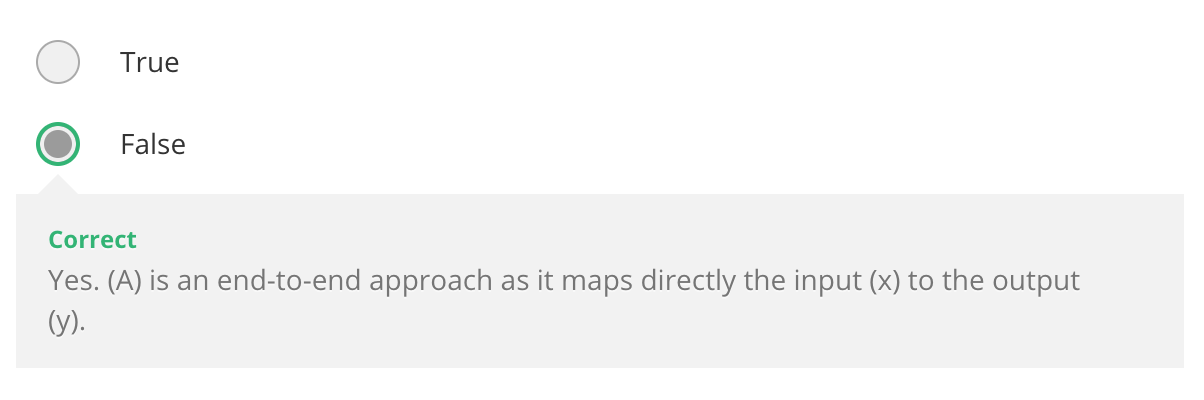 True
False
Correct
Yes. (A) is an end-to-end approach as it maps directly the input (x) to the output
(y).